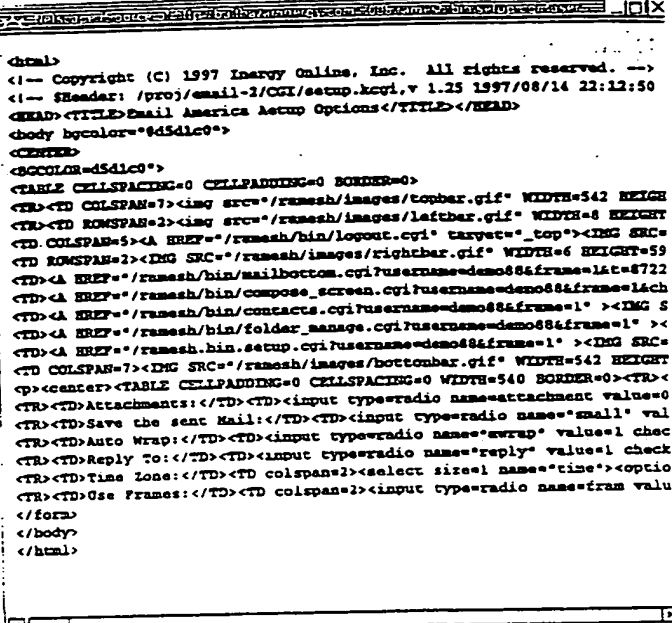 <html>
<!-- Copyright (C) 1997 Inergy Online, Inc. All rights reserved. -->
<!-- $Header: /proj/email-2/CGI/setup.kcgi,v 1.25 1997/08/14 22:12:50
<HEAD><TITLE>Email America Aetup Options</TITLE></HEAD>
<body bgcolor="#d5d1c0">
<CENTER>
<BGCOLOR=d5d1c0">
<TABLE CELLSPACING=0 CELLPADDING=0 BORDER=0>
<TR><TD COLSPAN=7><img src="/ramesh/images/topbar.gif" WIDTH=542 HEIGH
<TR><TD ROWSPAN=2><img src="/ramesh/images/leftbar.gif" WIDTH=8 HEIGHT
<TD COLSPAN=5><A HREF="/ramesh/bin/logout.cgi" target="_top"><IMG SRC=
<TD ROWSPAN=2><IMG SRC="/ramesh/images/rightbar.gif" WIDTH=6 HEIGHT=59
<TD><A HREF="/ramesh/bin/mailbottom.cgi?username=demo88&frame=1&t=8722
<TD><A HREF="/ramesh/bin/compose_screen.cgi?username=demo88&frame=1&ch
<TD><A HREF="/ramesh/bin/contacts.cgi?username=demo88&frame=1" ><IMG S
<TD><A HREF="/ramesh/bin/folder_manage.cgi?username=demo88&frame=1" ><
<TD><A HREF="/ramesh.bin.setup.cgi?username=demo88&frame=1" ><IMG SRC=
<TD COLSPAN=7><IMG SRC="/ramesh/images/bottonbar.gif" WIDTH=542 HEIGHT
<p><center><TABLE CELLPADDING=0 CELLSPACING=0 WIDTH=540 BORDER=0><TR><
<TR><TD>Attachments:</TD><TD><input type=radio name=attachment value=0
<TR><TD>Save the sent Mail:</TD><TD><input type=radio name="smail" val
<TR><TD>Auto Wrap:</TD><TD><input type=radio name="awrap" value=1 chec
<TR><TD>Reply To:</TD><TD><input type=radio name="reply" value=1 check
<TR><TD>Time Zone:</TD><TD colspan=2><select size=1 name="time"><optio
<TR><TD>Use Frames:</TD><TD colspan=2><input type=radio name=fram valu
</form>
</body>
</html>